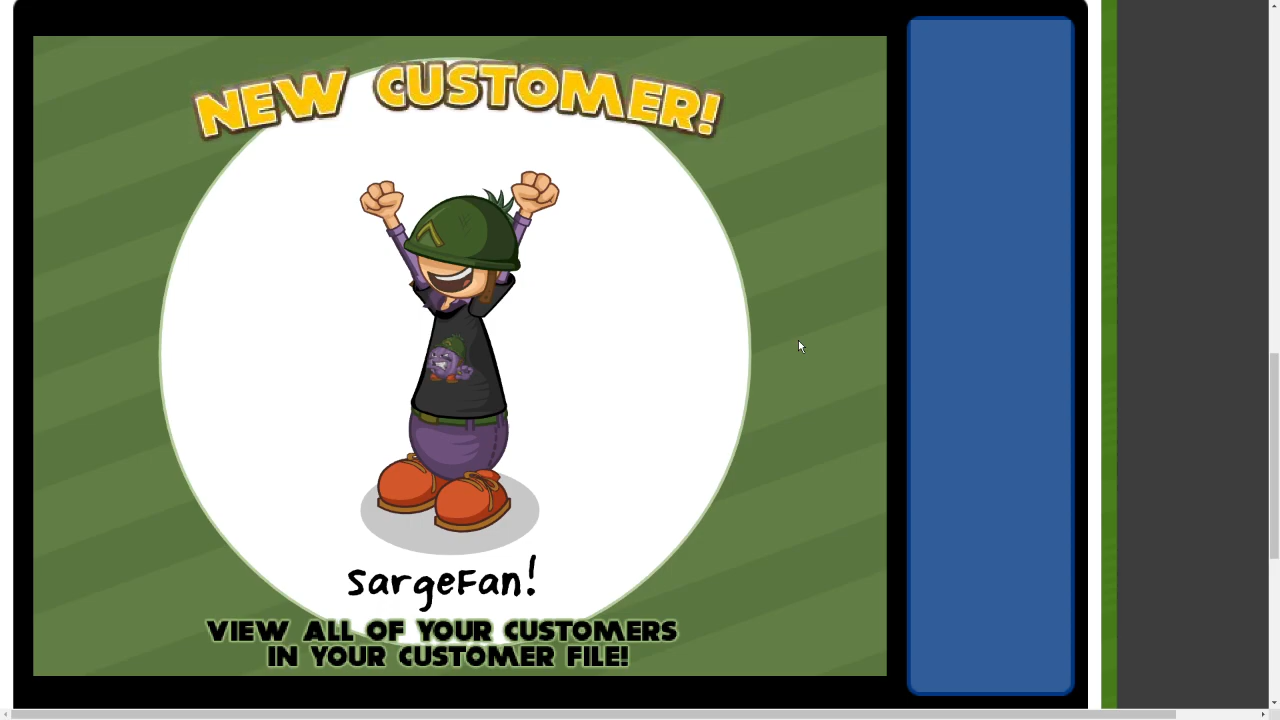 NEW CUSTOMER!
SargeFan!
VIEW ALL OF YOUR CUSTOMERS
IN YOUR CUSTOMER FILE!